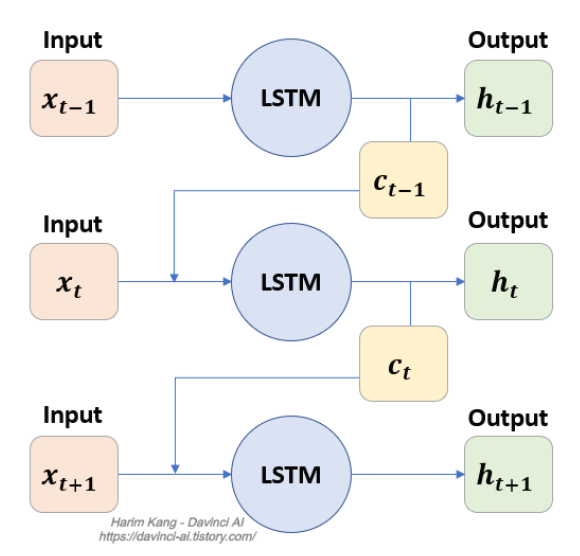 Input
Output
x_{t-1}
LSTM
h_{t-1}
c_{t-1}
Input
Output
x_t
LSTM
h_t
c_t
Input
Output
x_{t+1}
LSTM
h_{t+1}
Harim Kang - Davinci AI
https://davinci-ai.tistory.com/